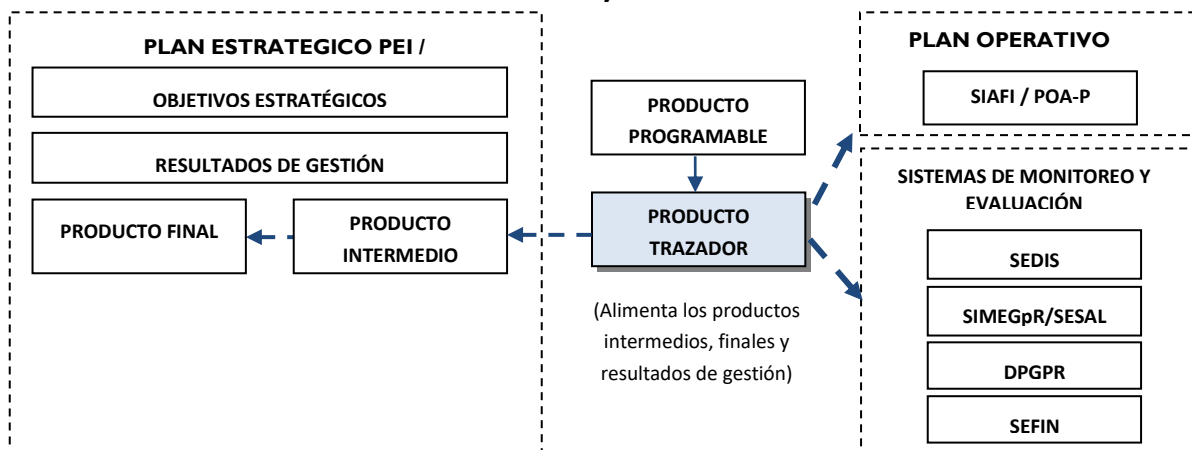 PLAN ESTRATEGICO PEI /
OBJETIVOS ESTRATÉGICOS
RESULTADOS DE GESTIÓN
PRODUCTO FINAL
PRODUCTO
INTERMEDIO
PRODUCTO
PROGRAMABLE
PRODUCTO
TRAZADOR
(Alimenta los productos
intermedios, finales y
resultados de gestión)
PLAN OPERATIVO
SIAFI / POA-P
SISTEMAS DE MONITOREO Y
EVALUACIÓN
SEDIS
SIMEGpR/SESAL
DPGPR
SEFIN